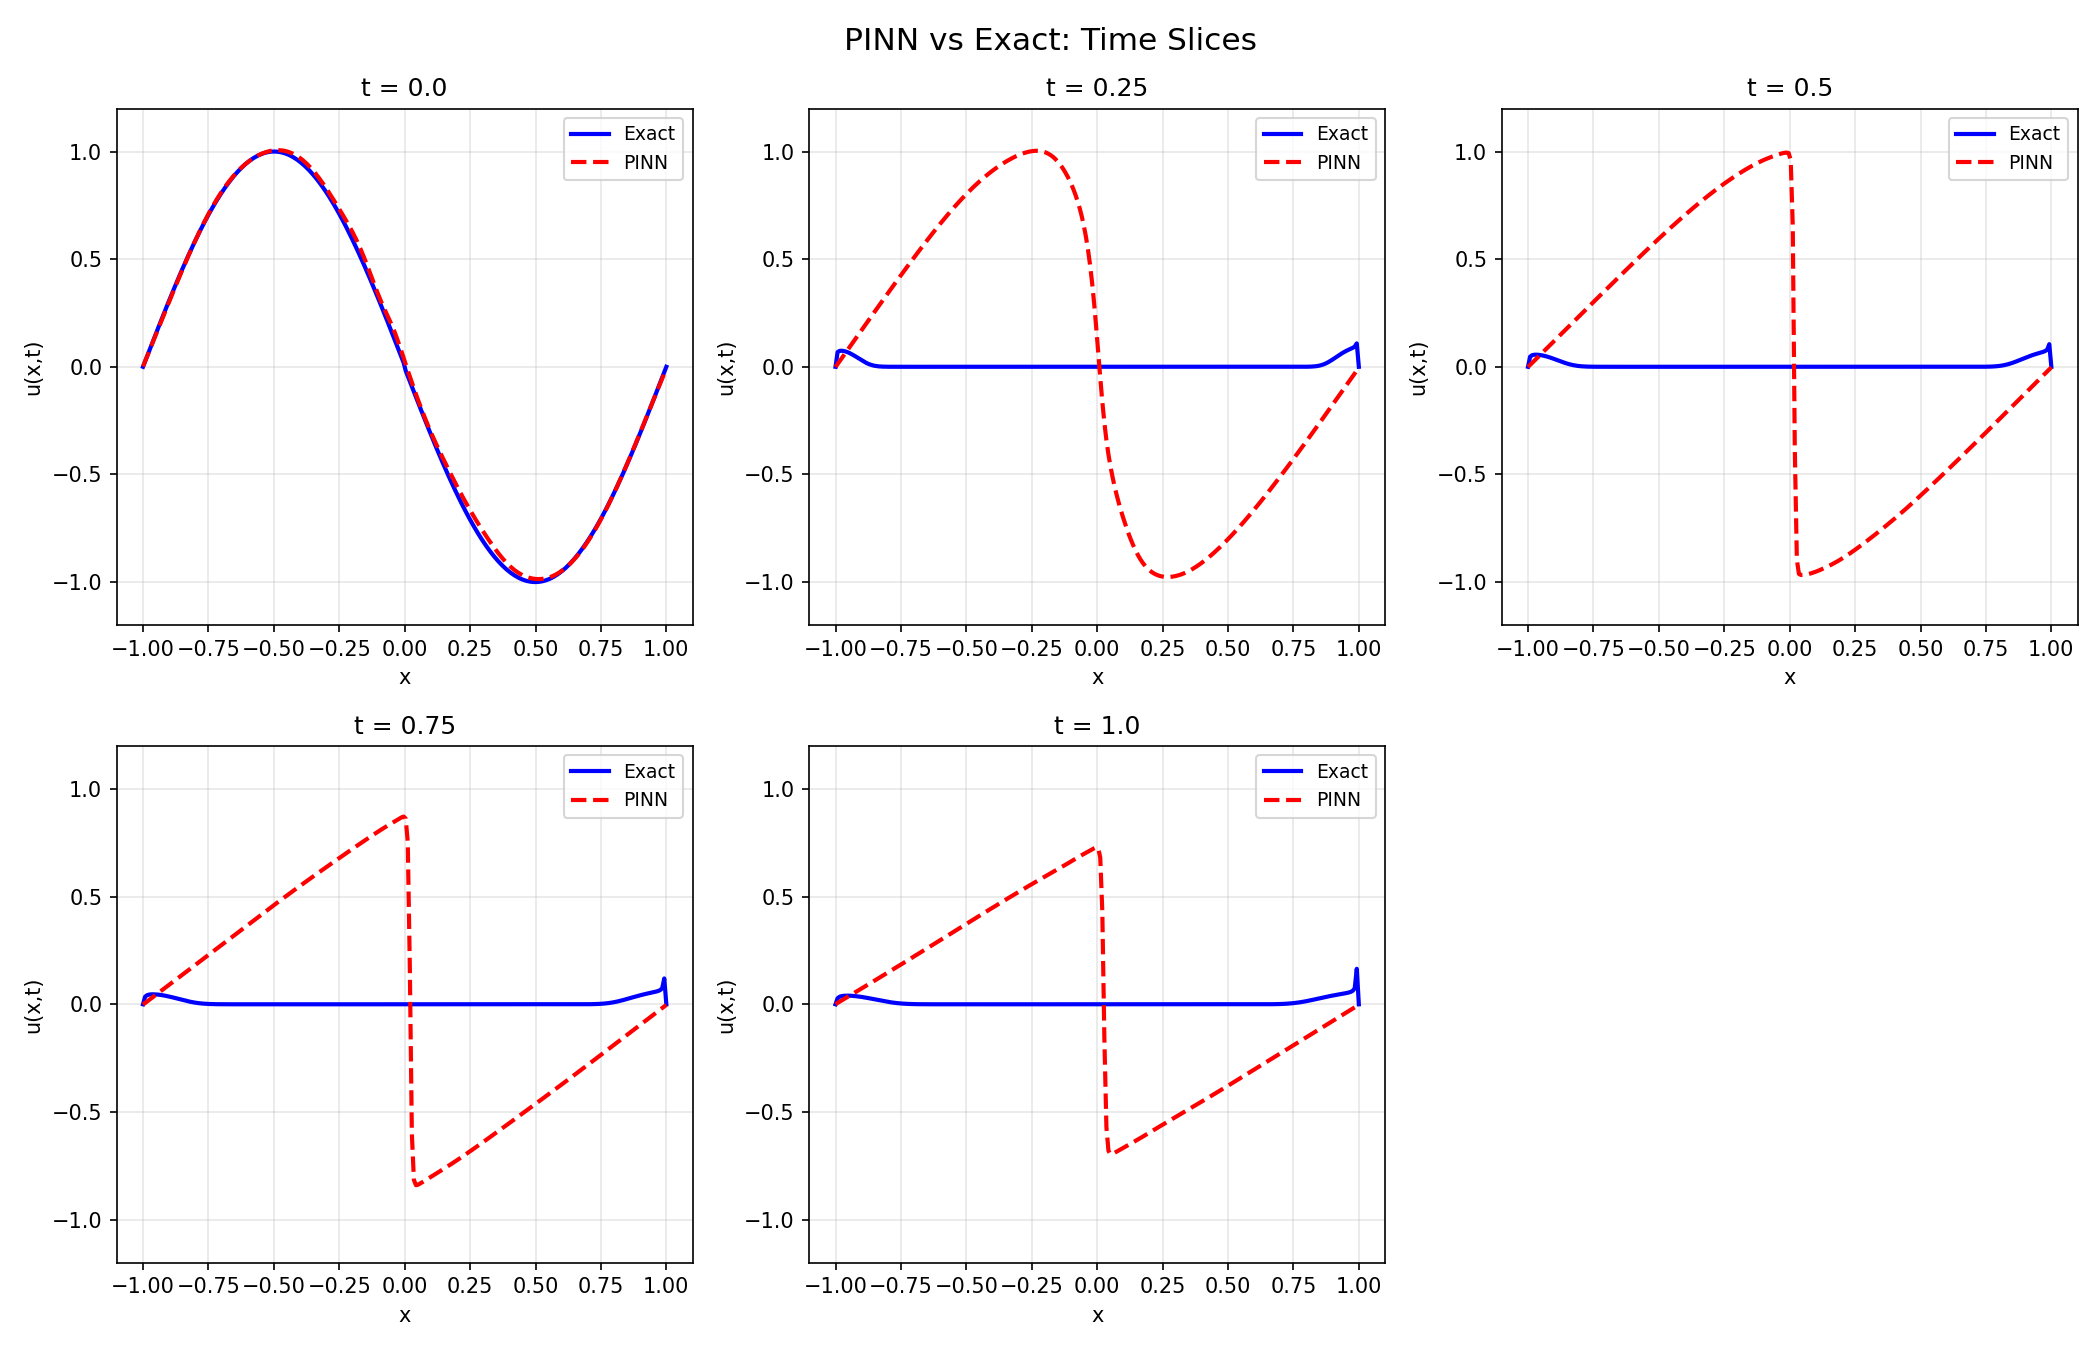 PINN vs Exact: Time Slices
t = 0.0
Exact
PINN
1.0
0.5
0.0
−0.5
−1.0
u(x,t)
−1.00 −0.75 −0.50 −0.25 0.00 0.25 0.50 0.75 1.00
x
t = 0.25
Exact
PINN
1.0
0.5
0.0
−0.5
−1.0
u(x,t)
−1.00 −0.75 −0.50 −0.25 0.00 0.25 0.50 0.75 1.00
x
t = 0.5
Exact
PINN
1.0
0.5
0.0
−0.5
−1.0
u(x,t)
−1.00 −0.75 −0.50 −0.25 0.00 0.25 0.50 0.75 1.00
x
t = 0.75
Exact
PINN
1.0
0.5
0.0
−0.5
−1.0
u(x,t)
−1.00 −0.75 −0.50 −0.25 0.00 0.25 0.50 0.75 1.00
x
t = 1.0
Exact
PINN
1.0
0.5
0.0
−0.5
−1.0
u(x,t)
−1.00 −0.75 −0.50 −0.25 0.00 0.25 0.50 0.75 1.00
x